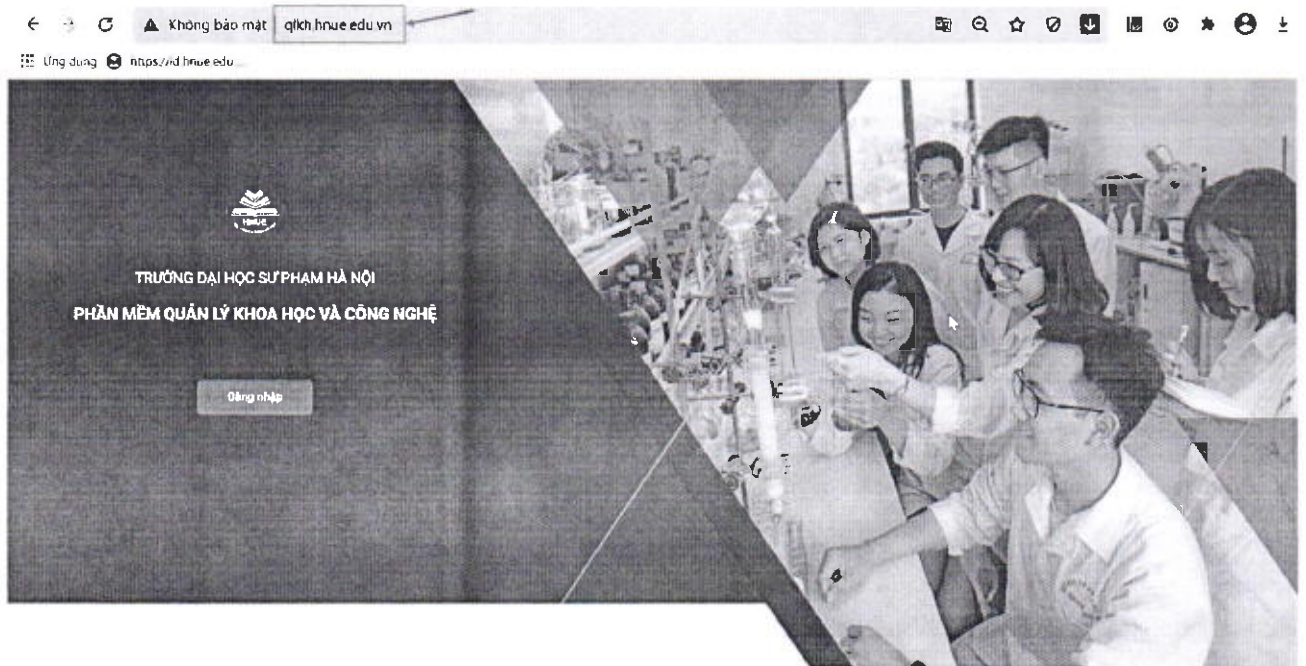 Không bảo mật qlkh.hnue.edu.vn
Ứng dụng https://id.hnue.edu...
HNUE
TRƯỜNG ĐẠI HỌC SƯ PHẠM HÀ NỘI
PHẦN MỀM QUẢN LÝ KHOA HỌC VÀ CÔNG NGHỆ
Đăng nhập